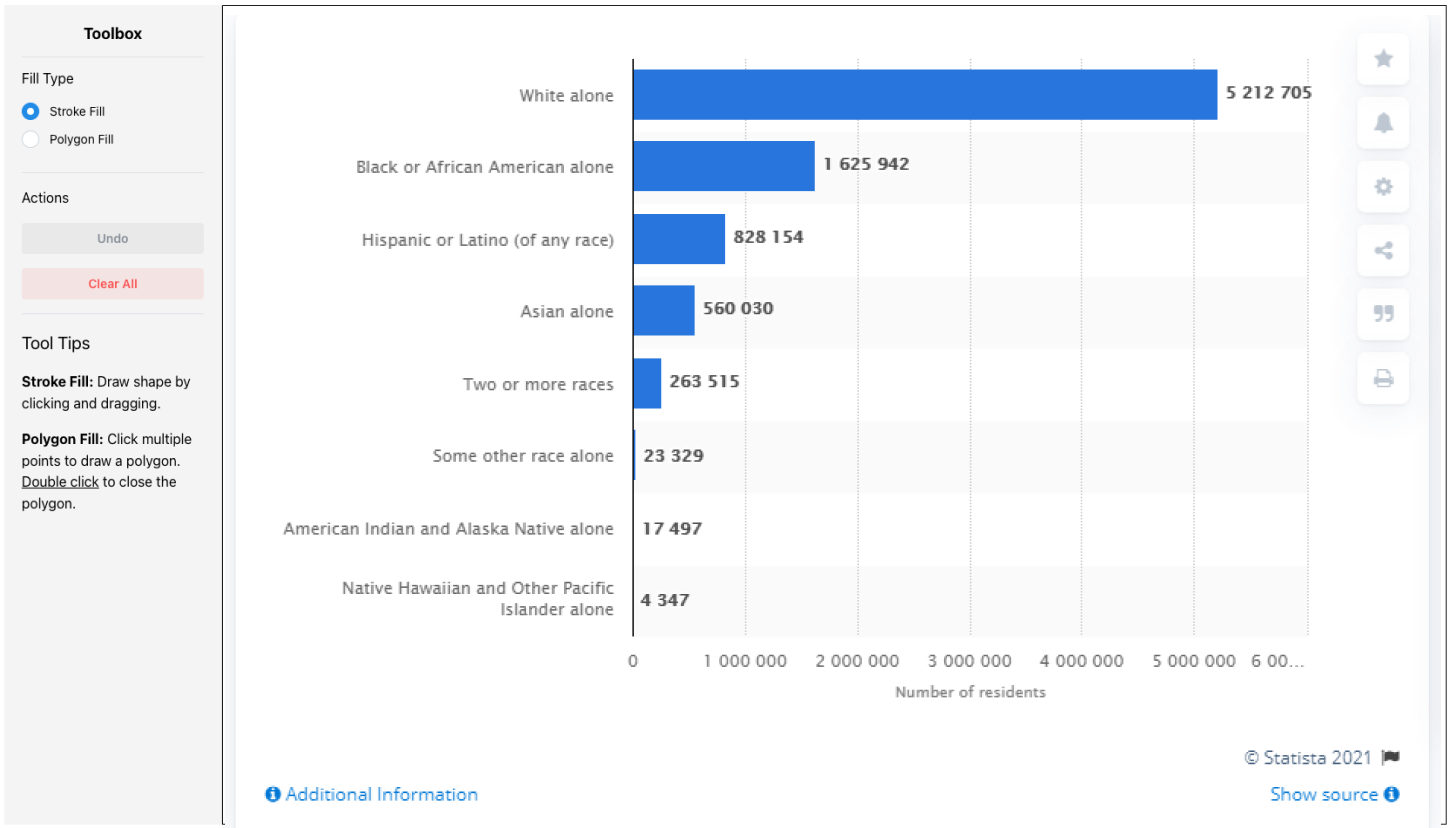 Toolbox
Fill Type
Stroke Fill
Polygon Fill
Actions
Undo
Clear All
Tool Tips
Stroke Fill: Draw shape by
clicking and dragging.
Polygon Fill: Click multiple
points to draw a polygon.
Double click to close the
polygon.
White alone
5 212 705
Black or African American alone
1 625 942
Hispanic or Latino (of any race)
828 154
Asian alone
560 030
Two or more races
263 515
Some other race alone
23 329
American Indian and Alaska Native alone
17 497
Native Hawaiian and Other Pacific
Islander alone
4 347
0 1 000 000 2 000 000 3 000 000 4 000 000 5 000 000 6 00...
Number of residents
© Statista 2021
Additional Information
Show source